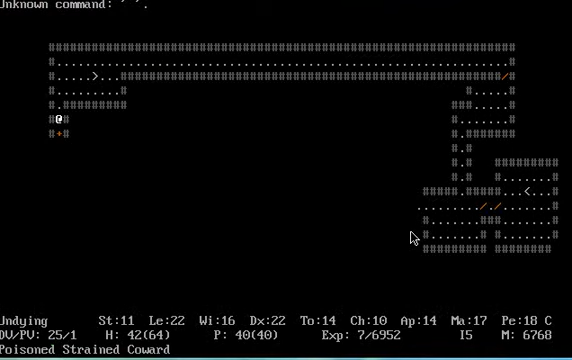 Unknown command: ' '.
Undying St:11 Le:22 Wi:16 Dx:22 To:14 Ch:10 Ap:14 Ma:17 Pe:18 C
DV/PV: 25/1 H: 42(64) P: 40(40) Exp: 7/6952 I5 M: 6768
Poisoned Strained Coward